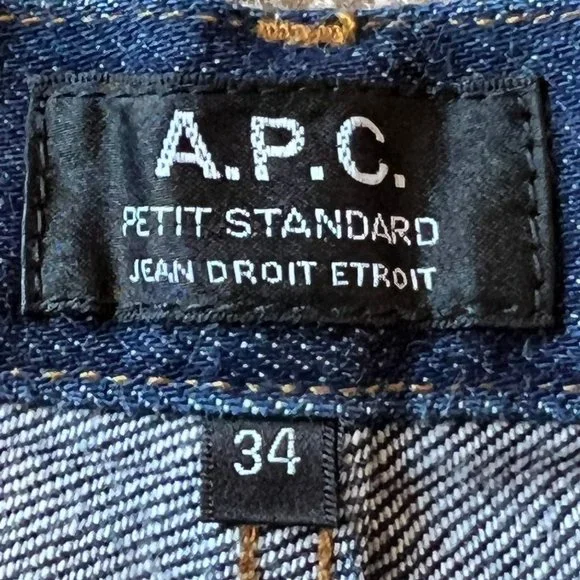 A.P.C.
PETIT STANDARD
JEAN DROIT ETROIT
34